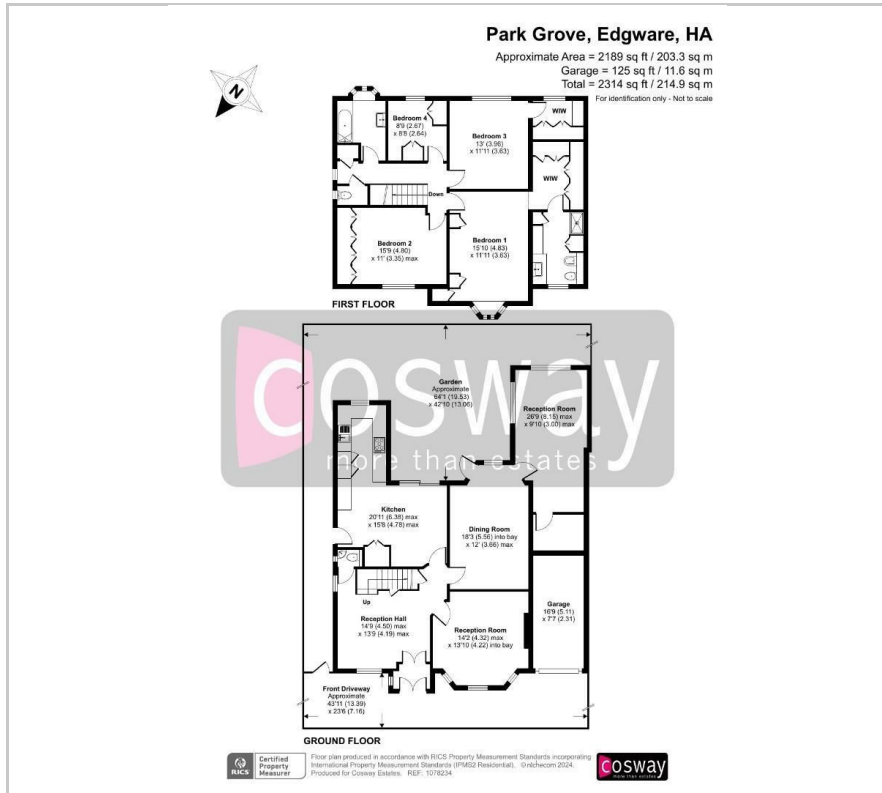 Park Grove, Edgware, HA
Approximate Area = 2189 sq ft / 203.3 sq m
Garage = 125 sq ft / 11.6 sq m
Total = 2314 sq ft / 214.9 sq m
For identification only - Not to scale
N
Bedroom 4
8'9 (2.67)
x 8'8 (2.64)
Bedroom 3
13' (3.96)
x 11'11 (3.63)
WIW
WIW
Down
Bedroom 2
15'9 (4.80)
x 11' (3.35) max
Bedroom 1
15'10 (4.83)
x 11'11 (3.63)
FIRST FLOOR
cosway
more than estates
Garden
Approximate
64'1 (19.53)
x 42'10 (13.06)
Reception Room
26'9 (8.15) max
x 9'10 (3.00) max
Kitchen
20'11 (6.38) max
x 15'8 (4.78) max
Dining Room
18'3 (5.56) into bay
x 12' (3.66) max
Up
Reception Hall
14'9 (4.50) max
x 13'9 (4.19) max
Reception Room
14'2 (4.32) max
x 13'10 (4.22) into bay
Garage
16'9 (5.11)
x 7'7 (2.31)
Front Driveway
Approximate
43'11 (13.39)
x 23'6 (7.16)
GROUND FLOOR
RICS
Certified
Property
Measurer
Floor plan produced in accordance with RICS Property Measurement Standards incorporating
International Property Measurement Standards (IPMS2 Residential). ©nichecom 2024.
Produced for Cosway Estates. REF: 1078234
cosway
more than estates